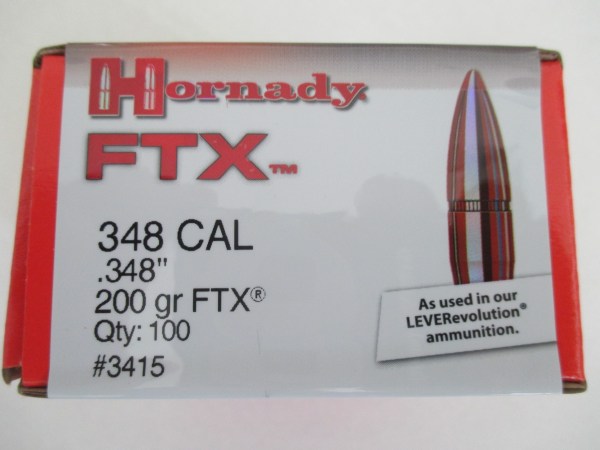 Hornady
FTX™
348 CAL
.348"
200 gr FTX®
Qty: 100
#3415
As used in our
LEVERevolution®
ammunition.